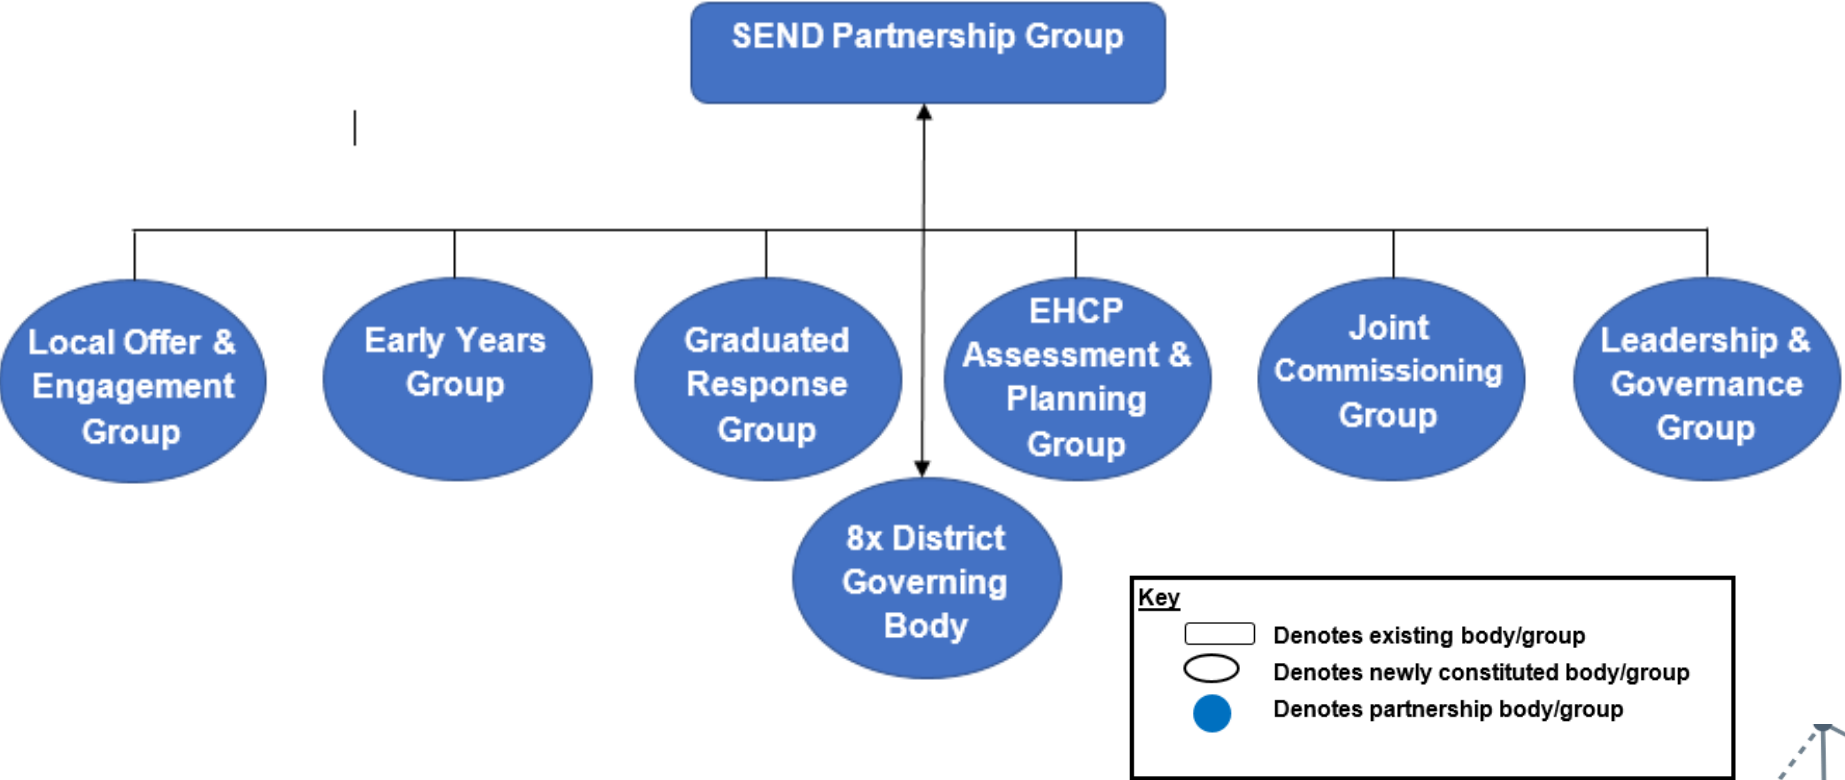 SEND Partnership Group
Local Offer &
Engagement
Group
Early Years
Group
Graduated
Response
Group
EHCP
Assessment &
Planning
Group
Joint
Commissioning
Group
Leadership &
Governance
Group
8x District
Governing
Body
Key
Denotes existing body/group
Denotes newly constituted body/group
Denotes partnership body/group